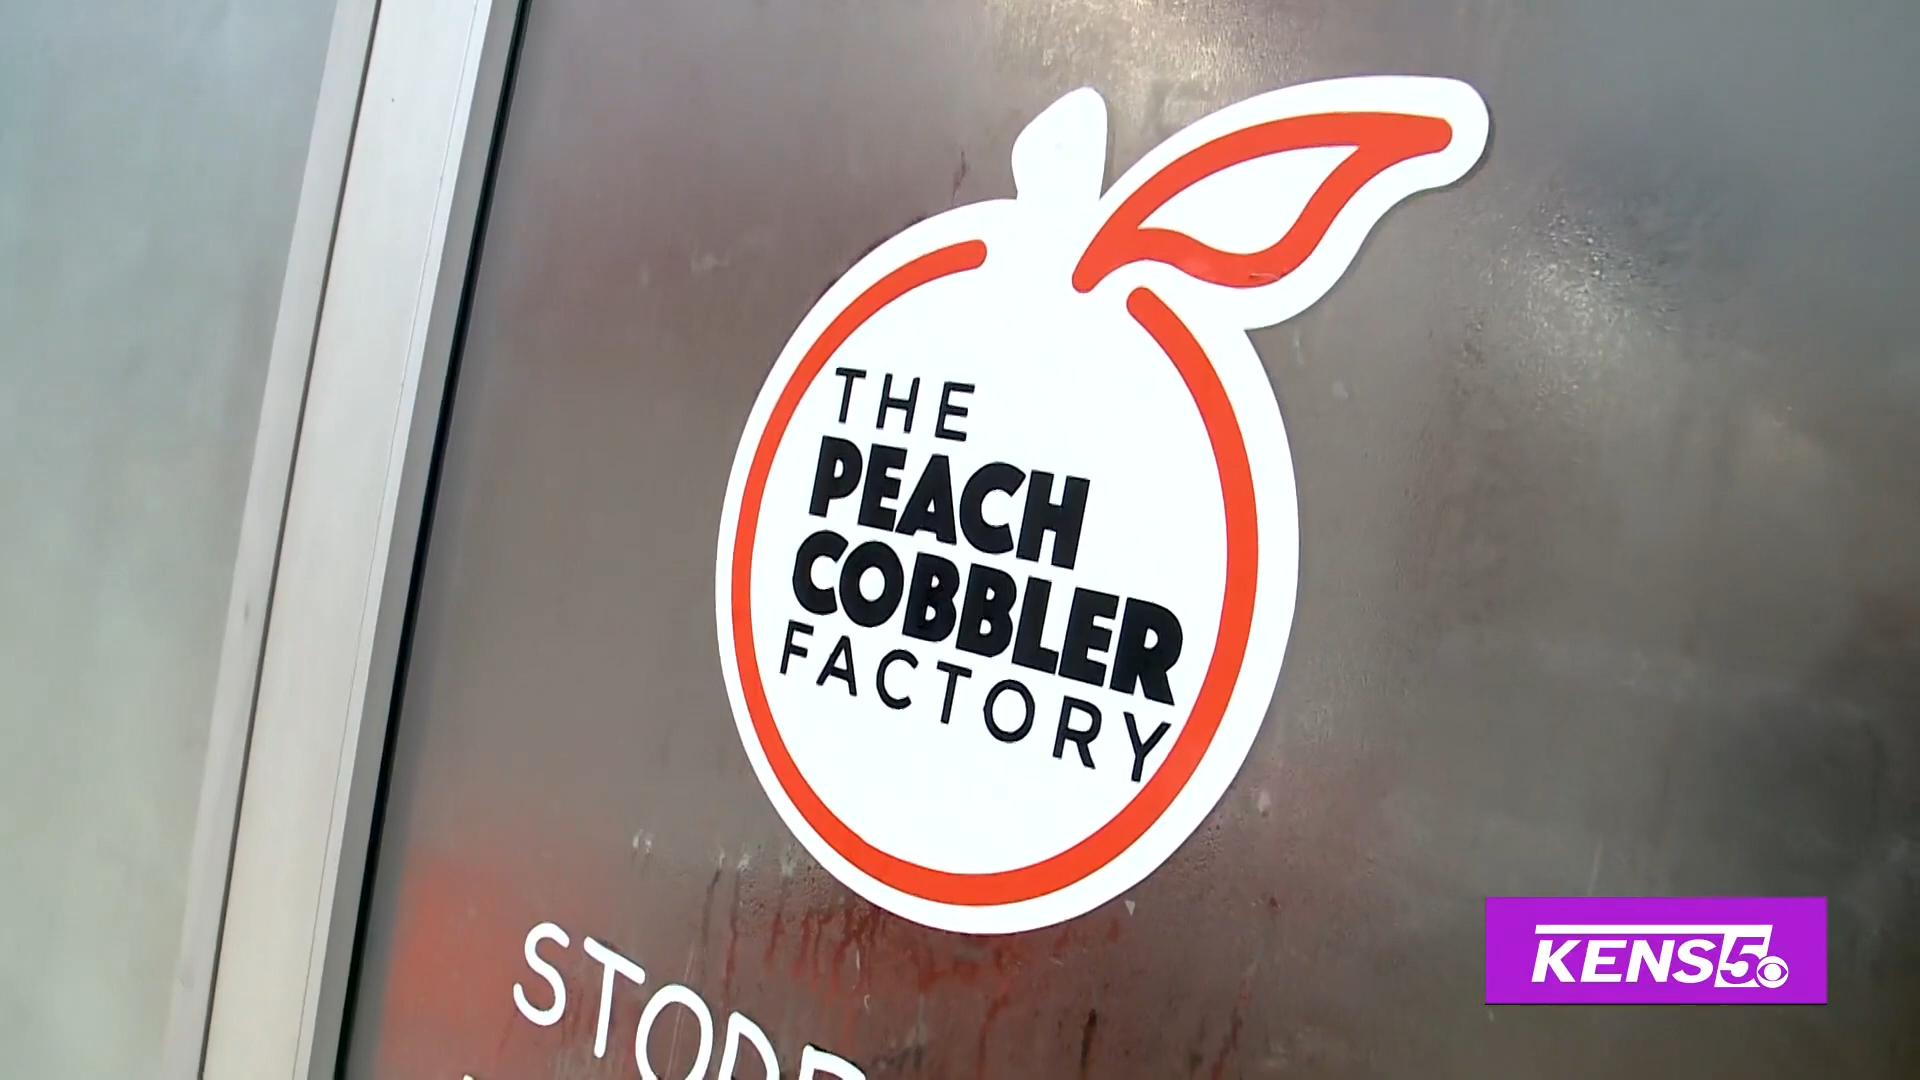 THE
PEACH
COBBLER
FACTORY
KENS5